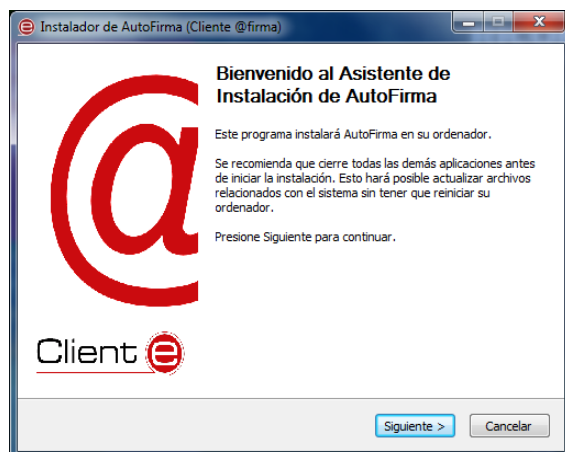 Instalador de AutoFirma (Cliente @firma)
Bienvenido al Asistente de
Instalación de AutoFirma
Este programa instalará AutoFirma en su ordenador.
Se recomienda que cierre todas las demás aplicaciones antes
de iniciar la instalación. Esto hará posible actualizar archivos
relacionados con el sistema sin tener que reiniciar su
ordenador.
Presione Siguiente para continuar.
@
Client e
Siguiente >
Cancelar